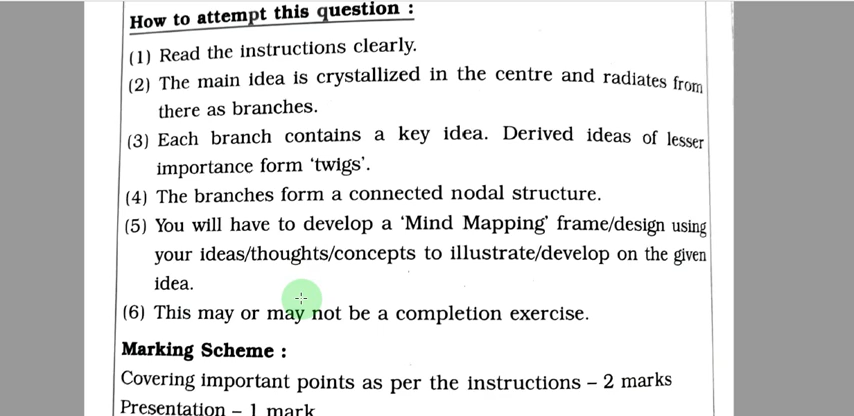 How to attempt this question :
(1) Read the instructions clearly.
(2) The main idea is crystallized in the centre and radiates from
there as branches.
(3) Each branch contains a key idea. Derived ideas of lesser
importance form ‘twigs’.
(4) The branches form a connected nodal structure.
(5) You will have to develop a ‘Mind Mapping’ frame/design using
your ideas/thoughts/concepts to illustrate/develop on the given
idea.
(6) This may or may not be a completion exercise.
Marking Scheme :
Covering important points as per the instructions – 2 marks
Presentation – 1 mark